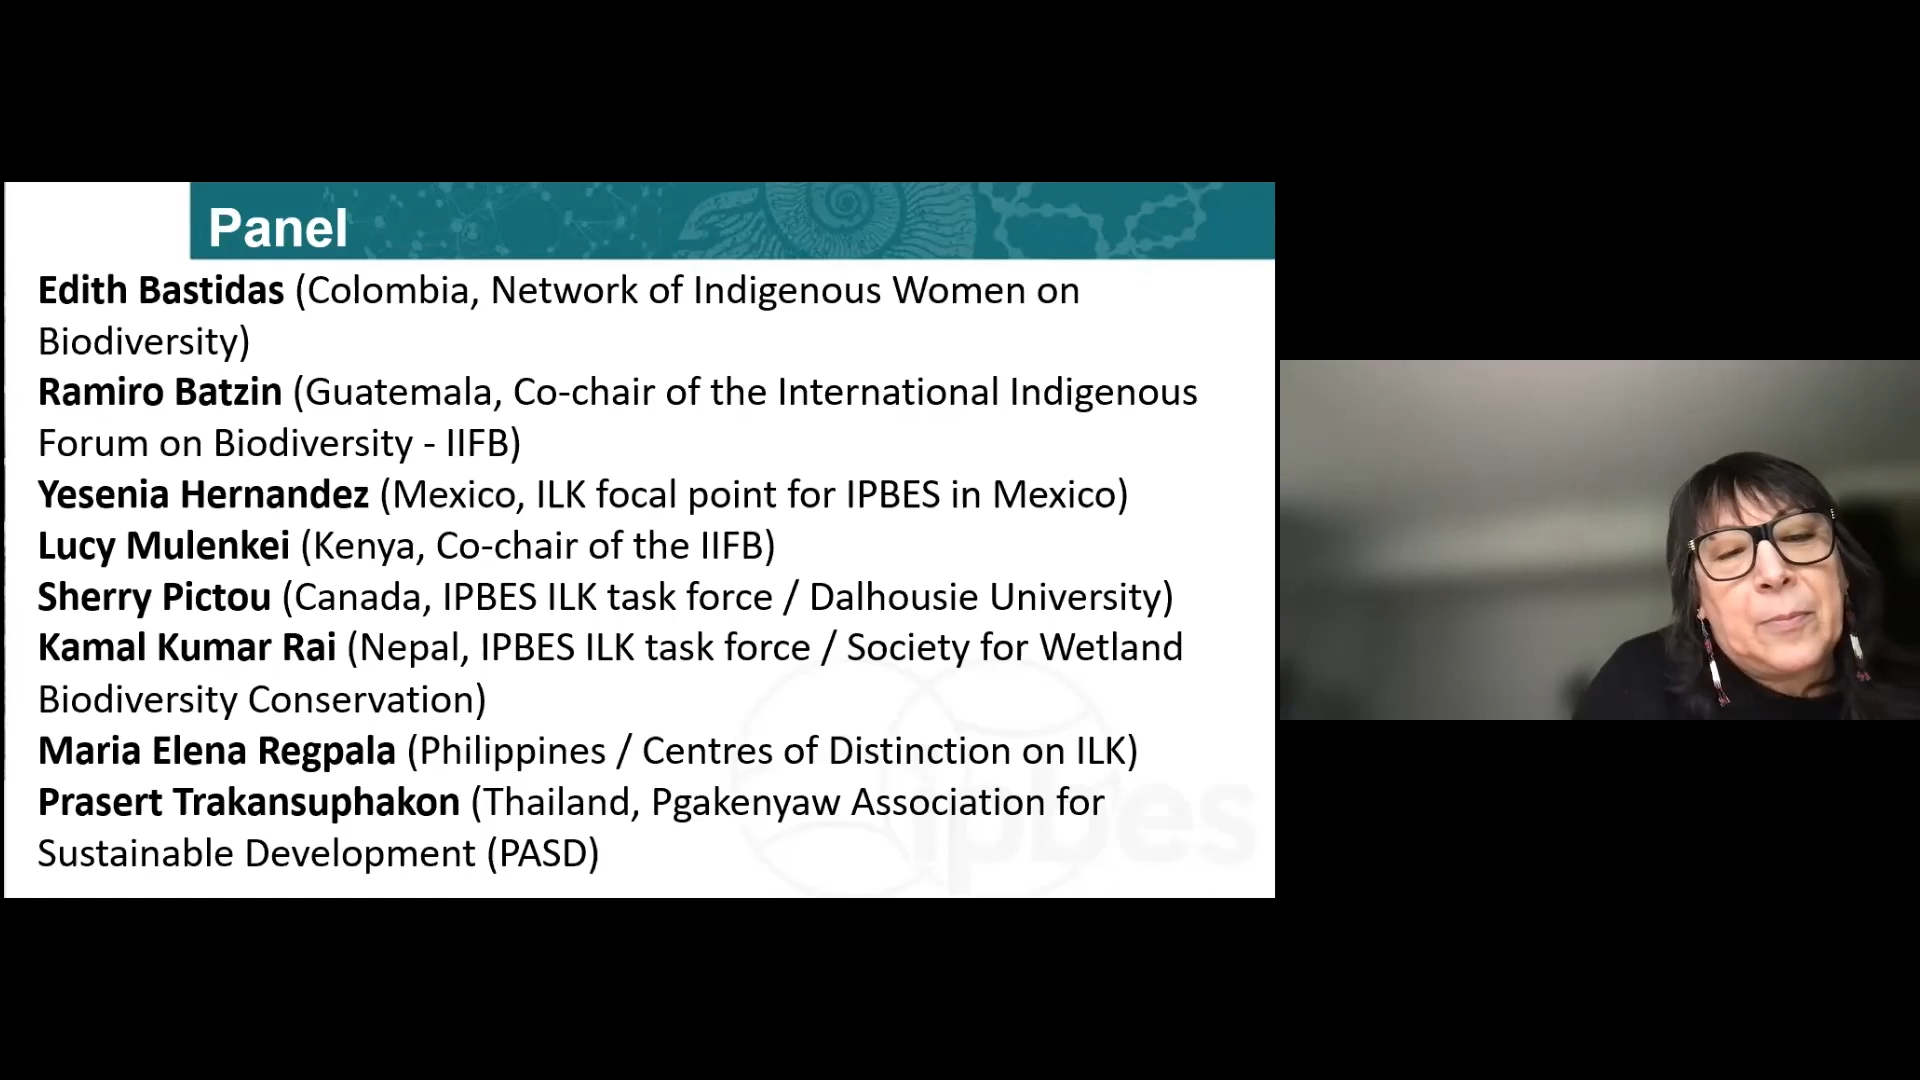 Panel
Edith Bastidas (Colombia, Network of Indigenous Women on
Biodiversity)
Ramiro Batzin (Guatemala, Co-chair of the International Indigenous
Forum on Biodiversity - IIFB)
Yesenia Hernandez (Mexico, ILK focal point for IPBES in Mexico)
Lucy Mulenkei (Kenya, Co-chair of the IIFB)
Sherry Pictou (Canada, IPBES ILK task force / Dalhousie University)
Kamal Kumar Rai (Nepal, IPBES ILK task force / Society for Wetland
Biodiversity Conservation)
Maria Elena Regpala (Philippines / Centres of Distinction on ILK)
Prasert Trakansuphakon (Thailand, Pgakenyaw Association for
Sustainable Development (PASD)
ipbes